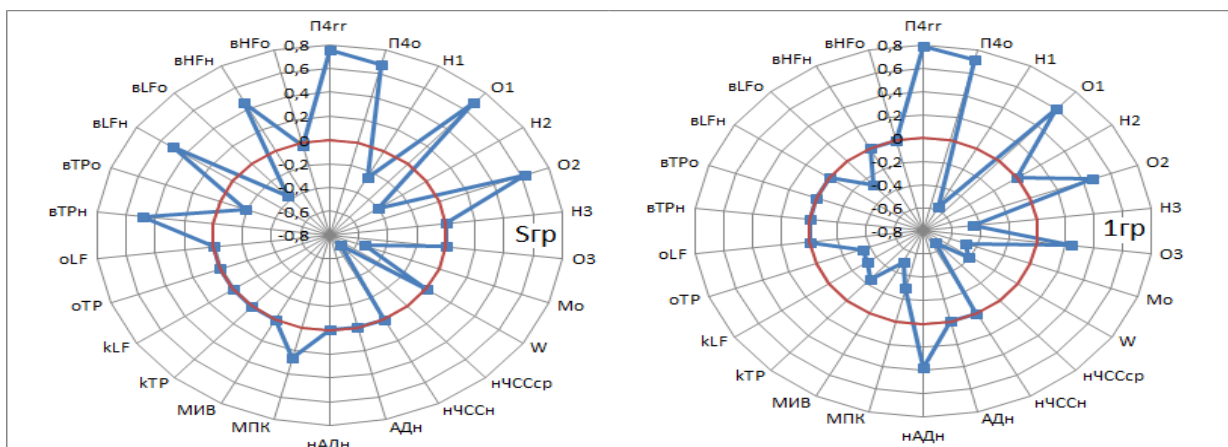 П4гг
П4о
Н1
О1
Н2
О2
Н3
О3
Мо
W
нЧССср
нЧССн
АДн
нАДн
МПК
МИВ
kTP
kLF
оТР
oLF
вТРн
вТРо
вLFн
вLFо
вHFн
вHFо
0,8
0,6
0,4
0,2
0
-0,2
-0,4
-0,6
-0,8
Sгр
П4гг
П4о
Н1
О1
Н2
О2
Н3
О3
Мо
W
нЧССср
нЧССн
АДн
нАДн
МПК
МИВ
kTP
kLF
оТР
oLF
вТРн
вТРо
вLFн
вLFо
вHFн
вHFо
0,8
0,6
0,4
0,2
0
-0,2
-0,4
-0,6
-0,8
1гр